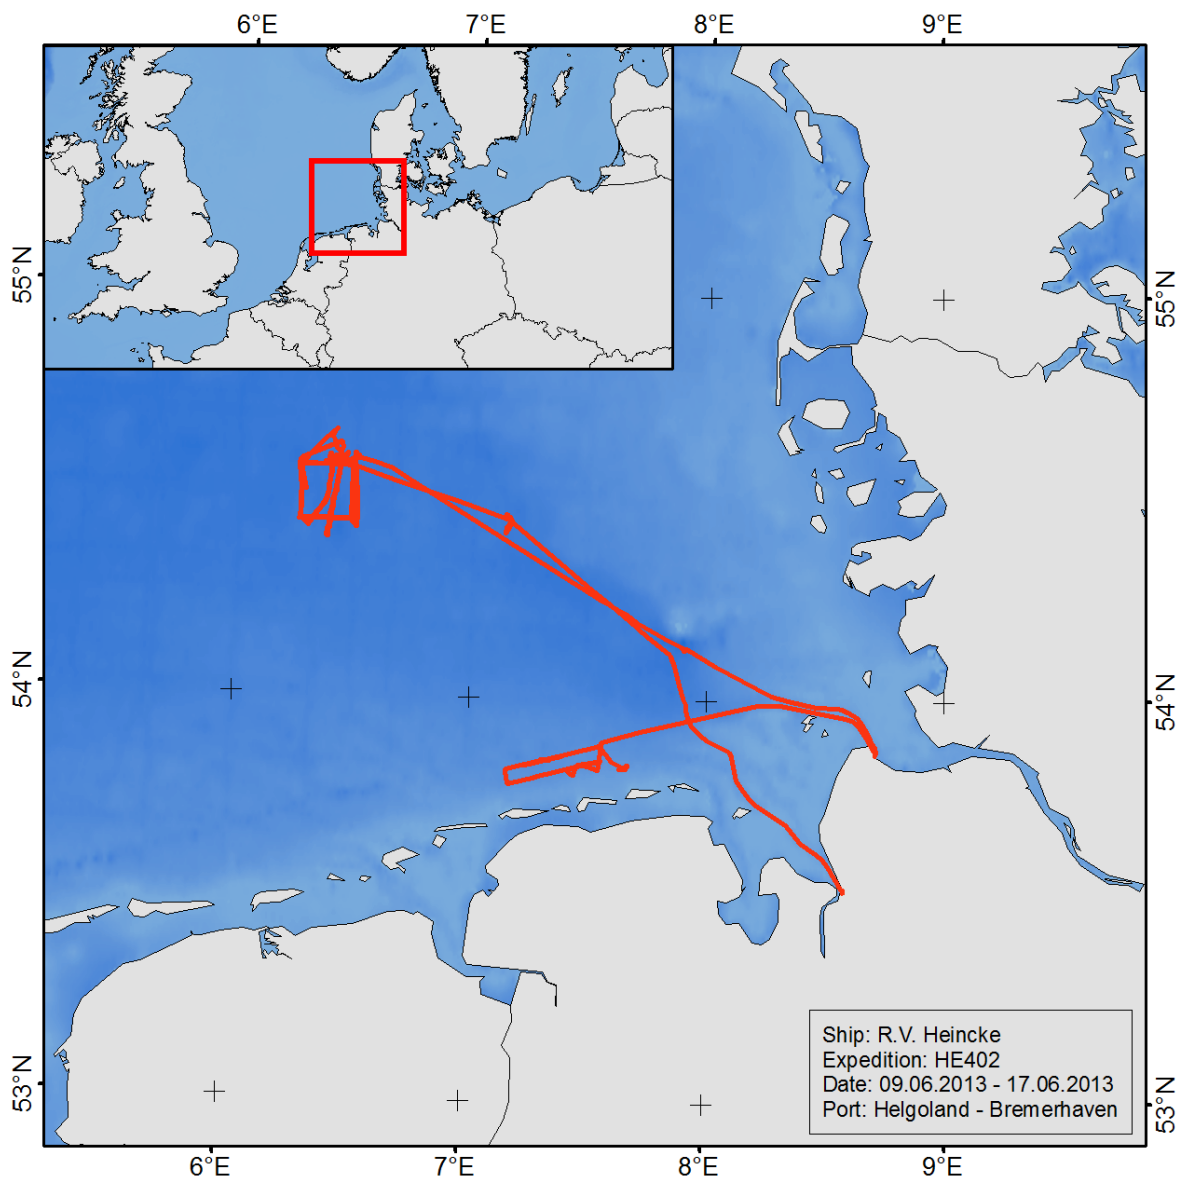 6°E 7°E 8°E 9°E
55°N 55°N
54°N 54°N
53°N 53°N
Ship: R.V. Heincke
Expedition: HE402
Date: 09.06.2013 - 17.06.2013
Port: Helgoland - Bremerhaven
6°E 7°E 8°E 9°E